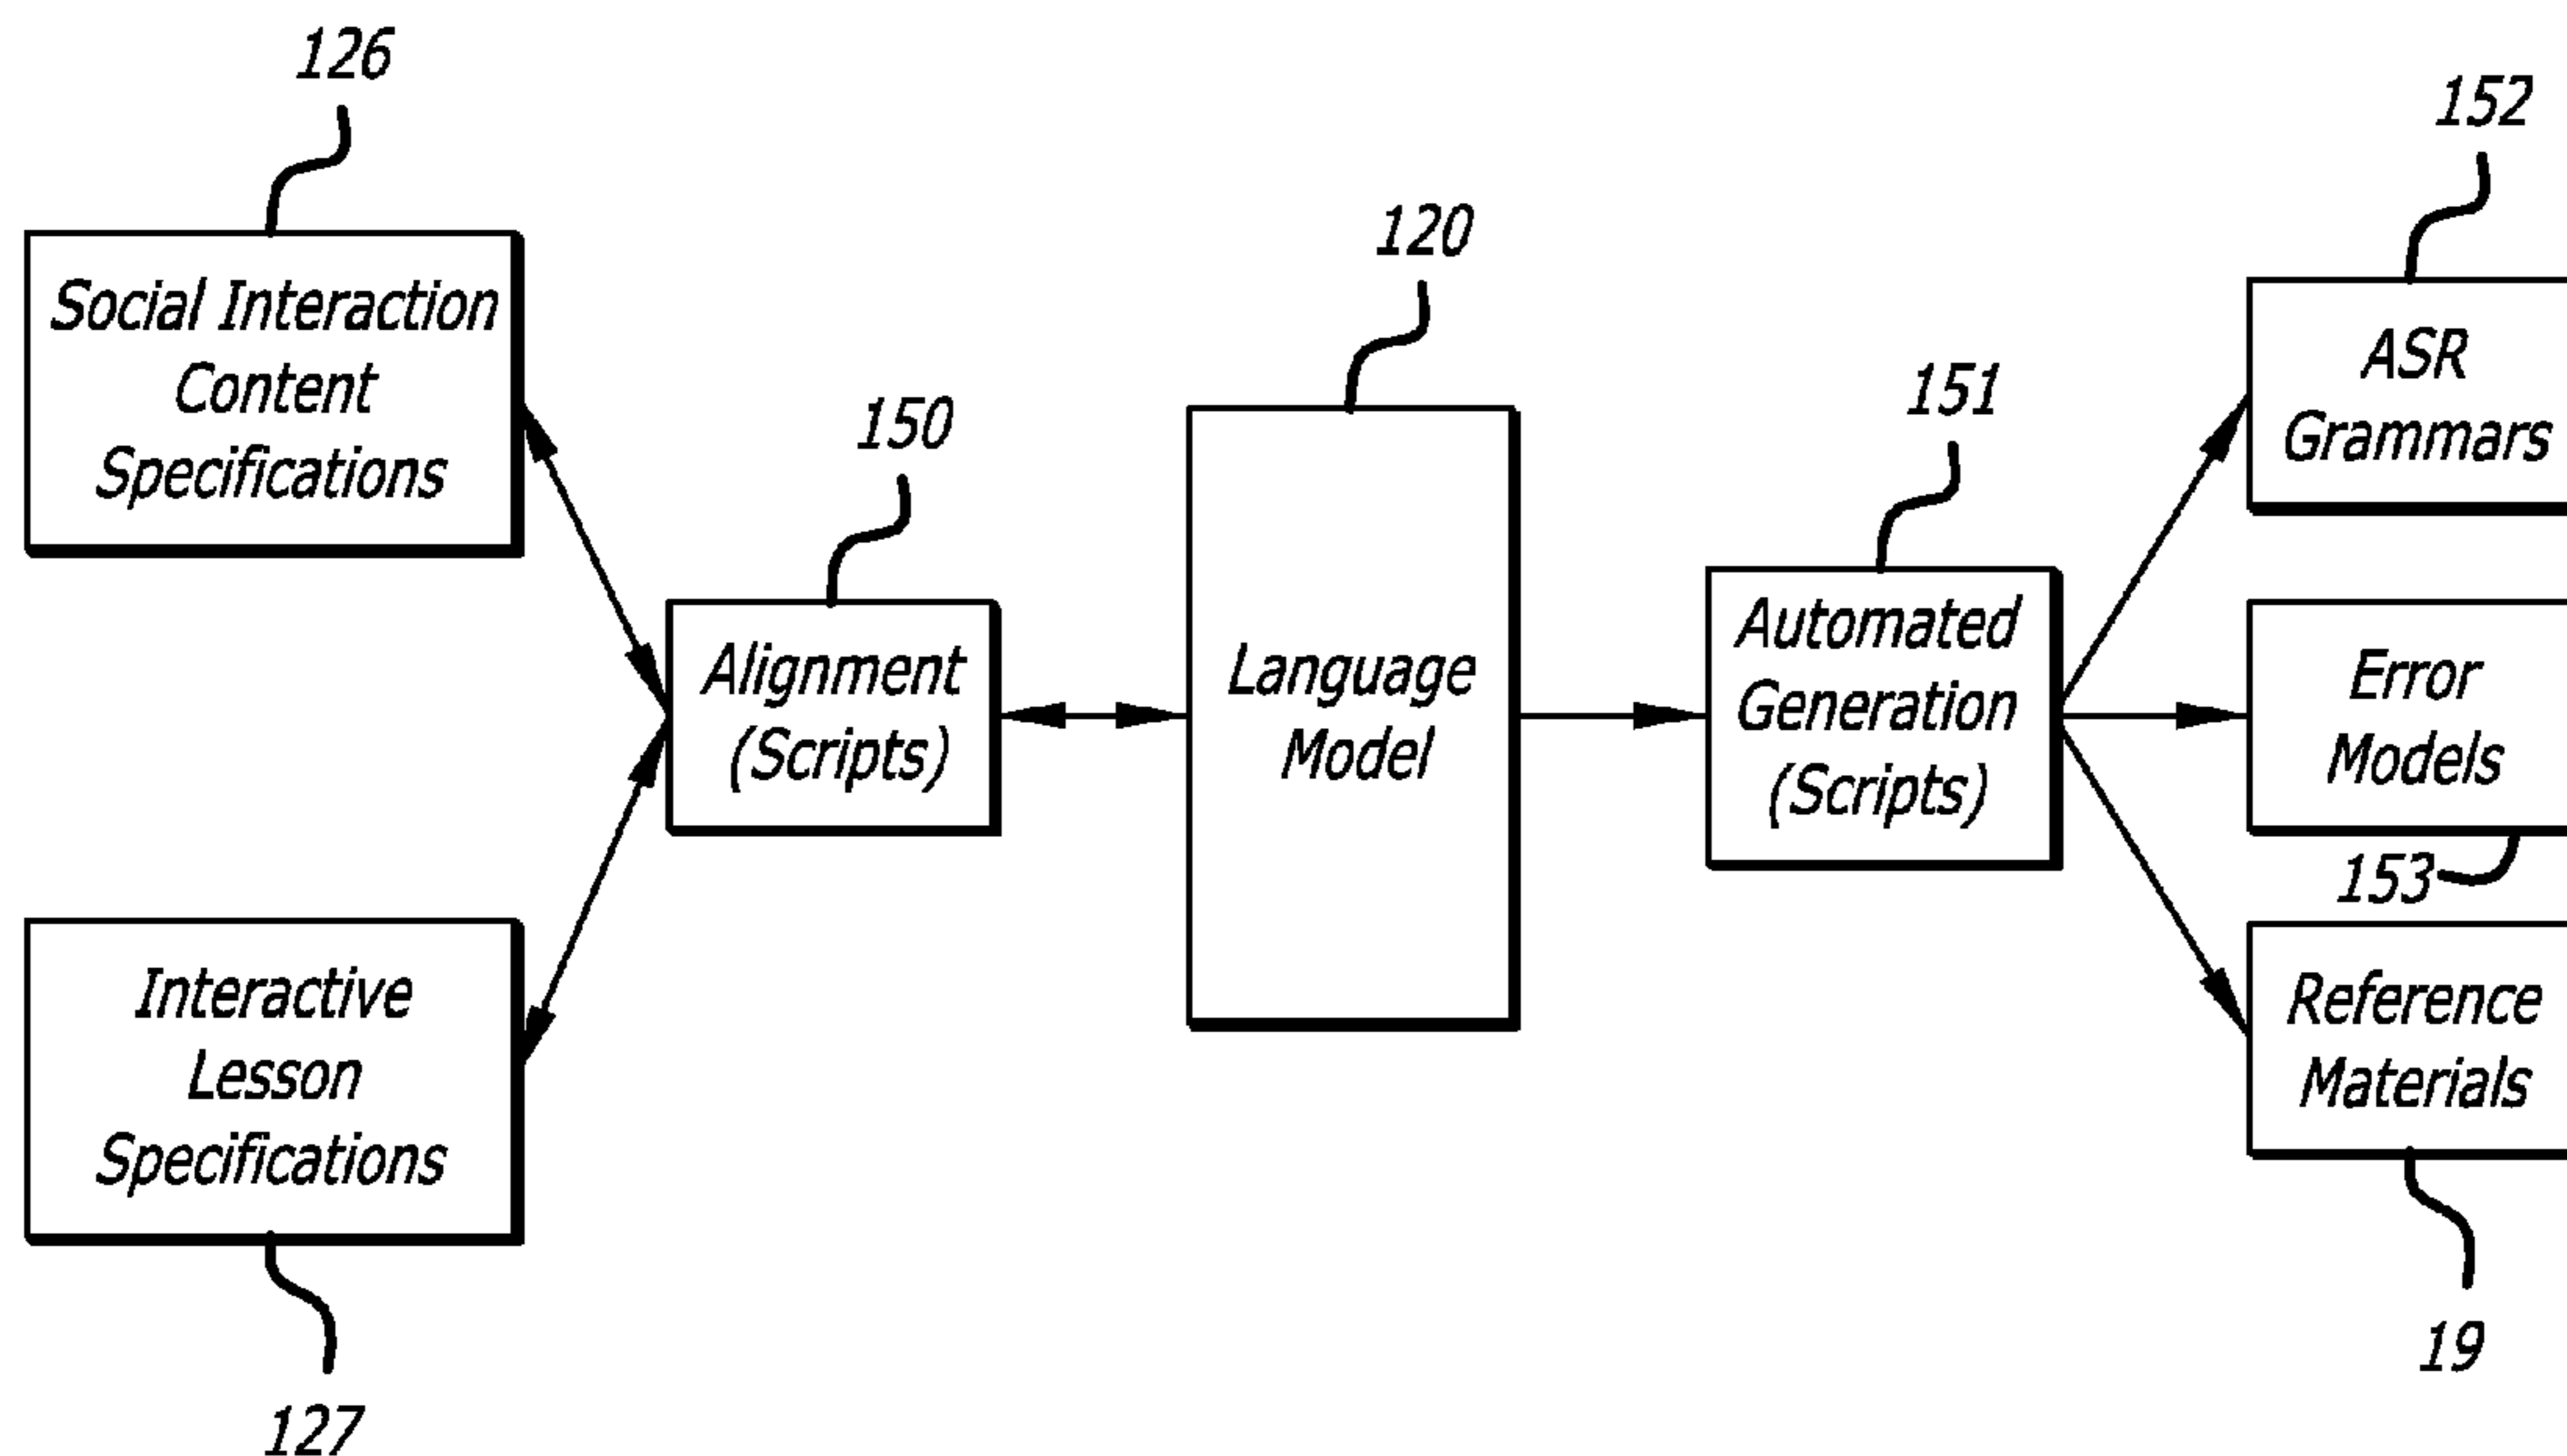 126
Social Interaction
Content
Specifications
Interactive
Lesson
Specifications
127
150
Alignment
(Scripts)
120
Language
Model
151
Automated
Generation
(Scripts)
152
ASR
Grammars
Error
Models
153
Reference
Materials
19